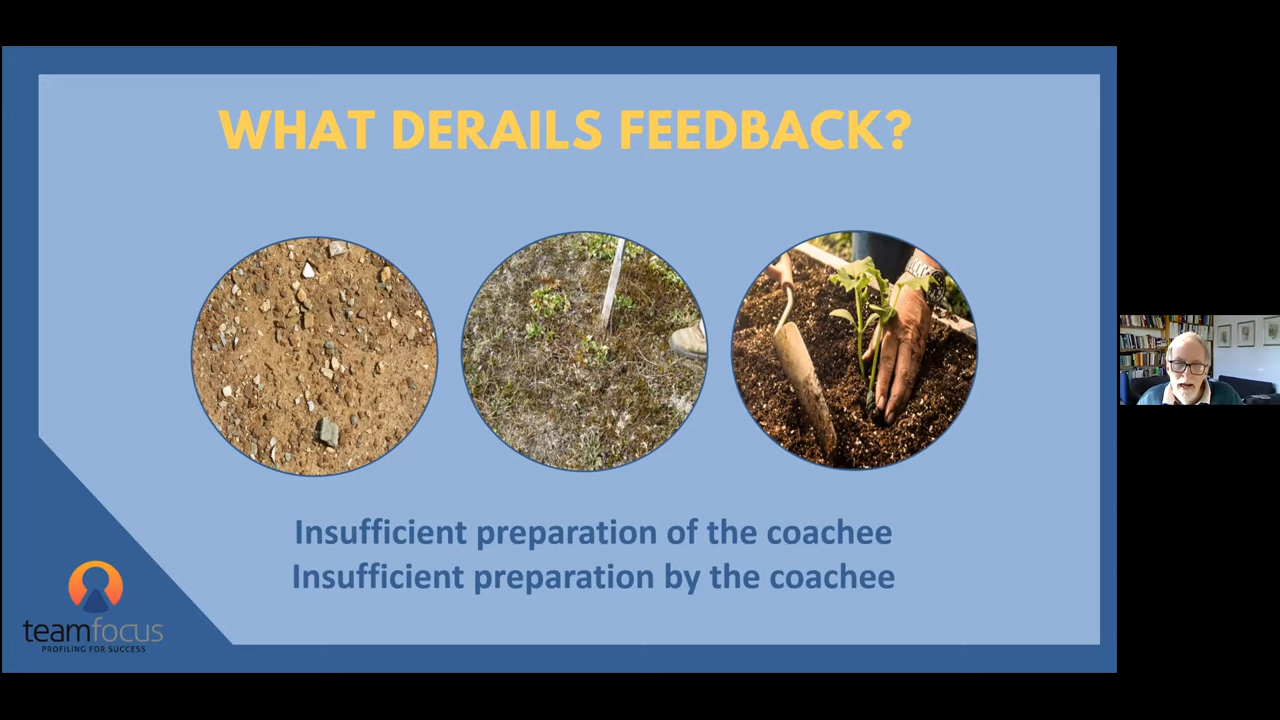 WHAT DERAILS FEEDBACK?
Insufficient preparation of the coachee
Insufficient preparation by the coachee
teamfocus
PROFILING FOR SUCCESS